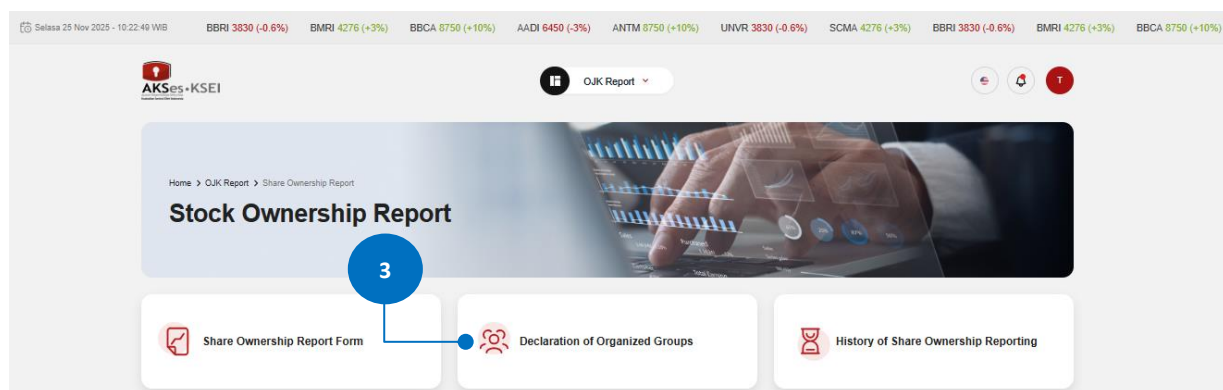 Selasa 25 Nov 2025 - 10:22:49 WIB BBRI 3830 (-0.6%) BMRI 4276 (+3%) BBCA 8750 (+10%) AADI 6450 (-3%) ANTM 8750 (+10%) UNVR 3830 (-0.6%) SCMA 4276 (+3%) BBRI 3830 (-0.6%) BMRI 4276 (+3%) BBCA 8750 (+10%)
AKSes-KSEI
OJK Report
T
Home > OJK Report > Share Ownership Report
Stock Ownership Report
3
Share Ownership Report Form
Declaration of Organized Groups
History of Share Ownership Reporting